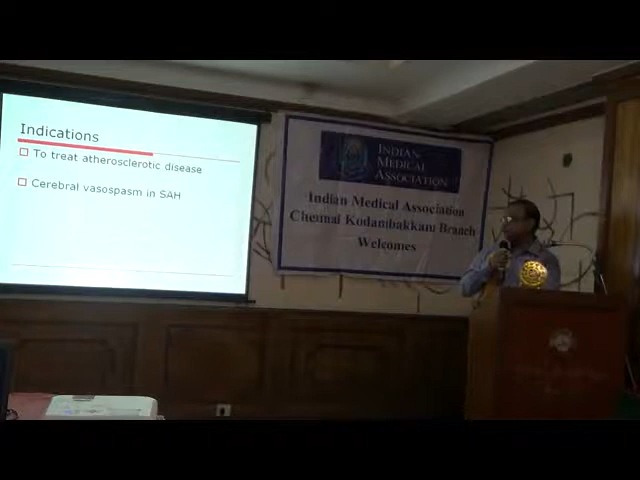 Indications
To treat atherosclerotic disease
Cerebral vasospasm in SAH
INDIAN
MEDICAL
ASSOCIATION
Indian Medical Association
Chennai Kodambakkam Branch
Welcomes